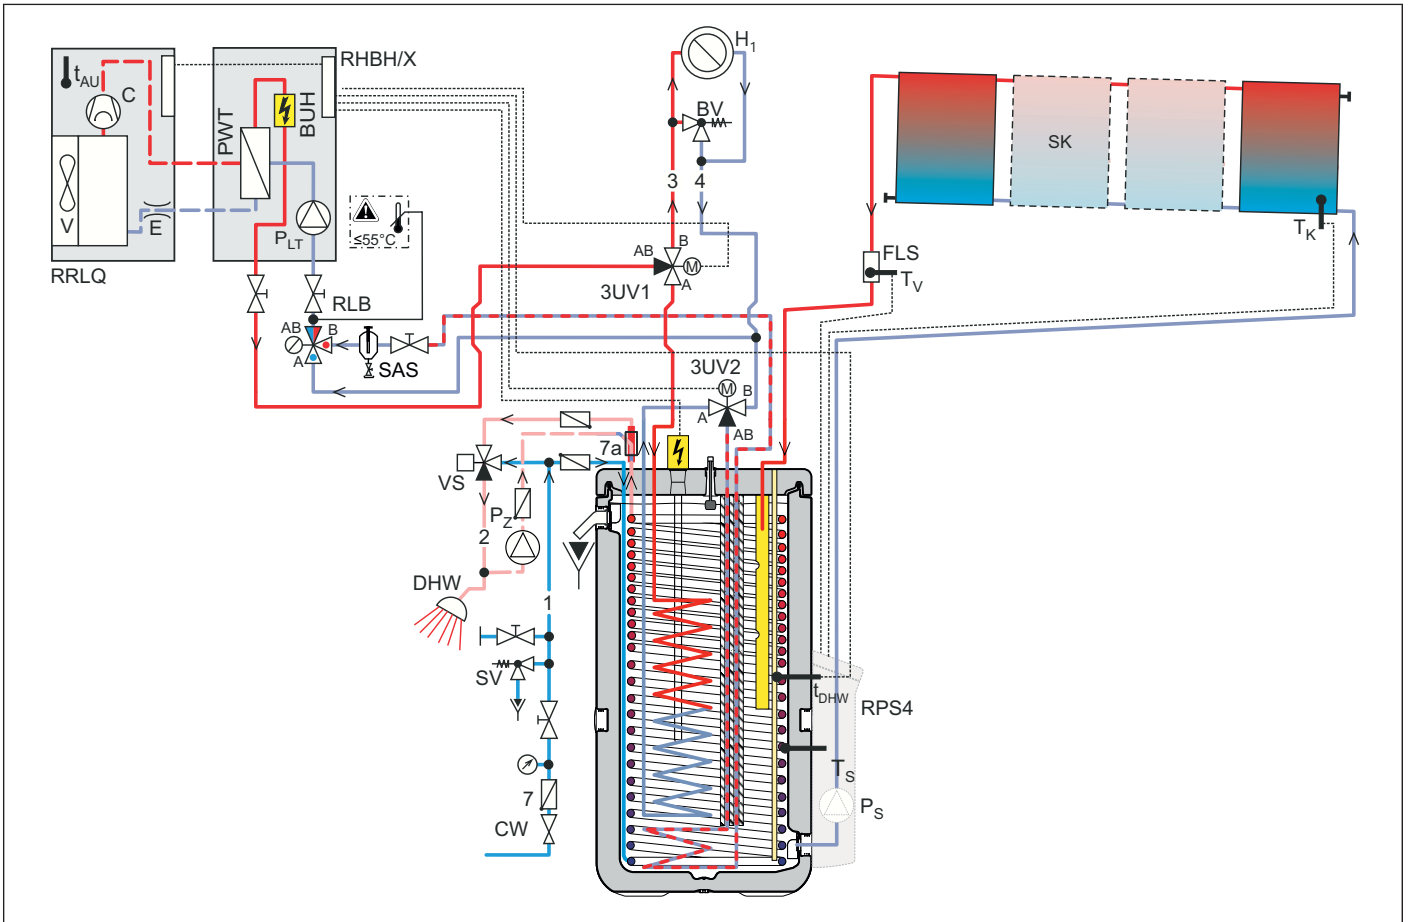 H1
RHBH/X
tAU
C
BUH
PWT
BV
SK
3
4
V
E
PLT
≤55°C
TK
RRLQ
AB
B
M
A
FLS
TV
3UV1
RLB
AB
B
A
SAS
3UV2
M
B
A
AB
7a
VS
PZ
2
DHW
1
SV
tDHW
RPS4
TS
7
PS
CW